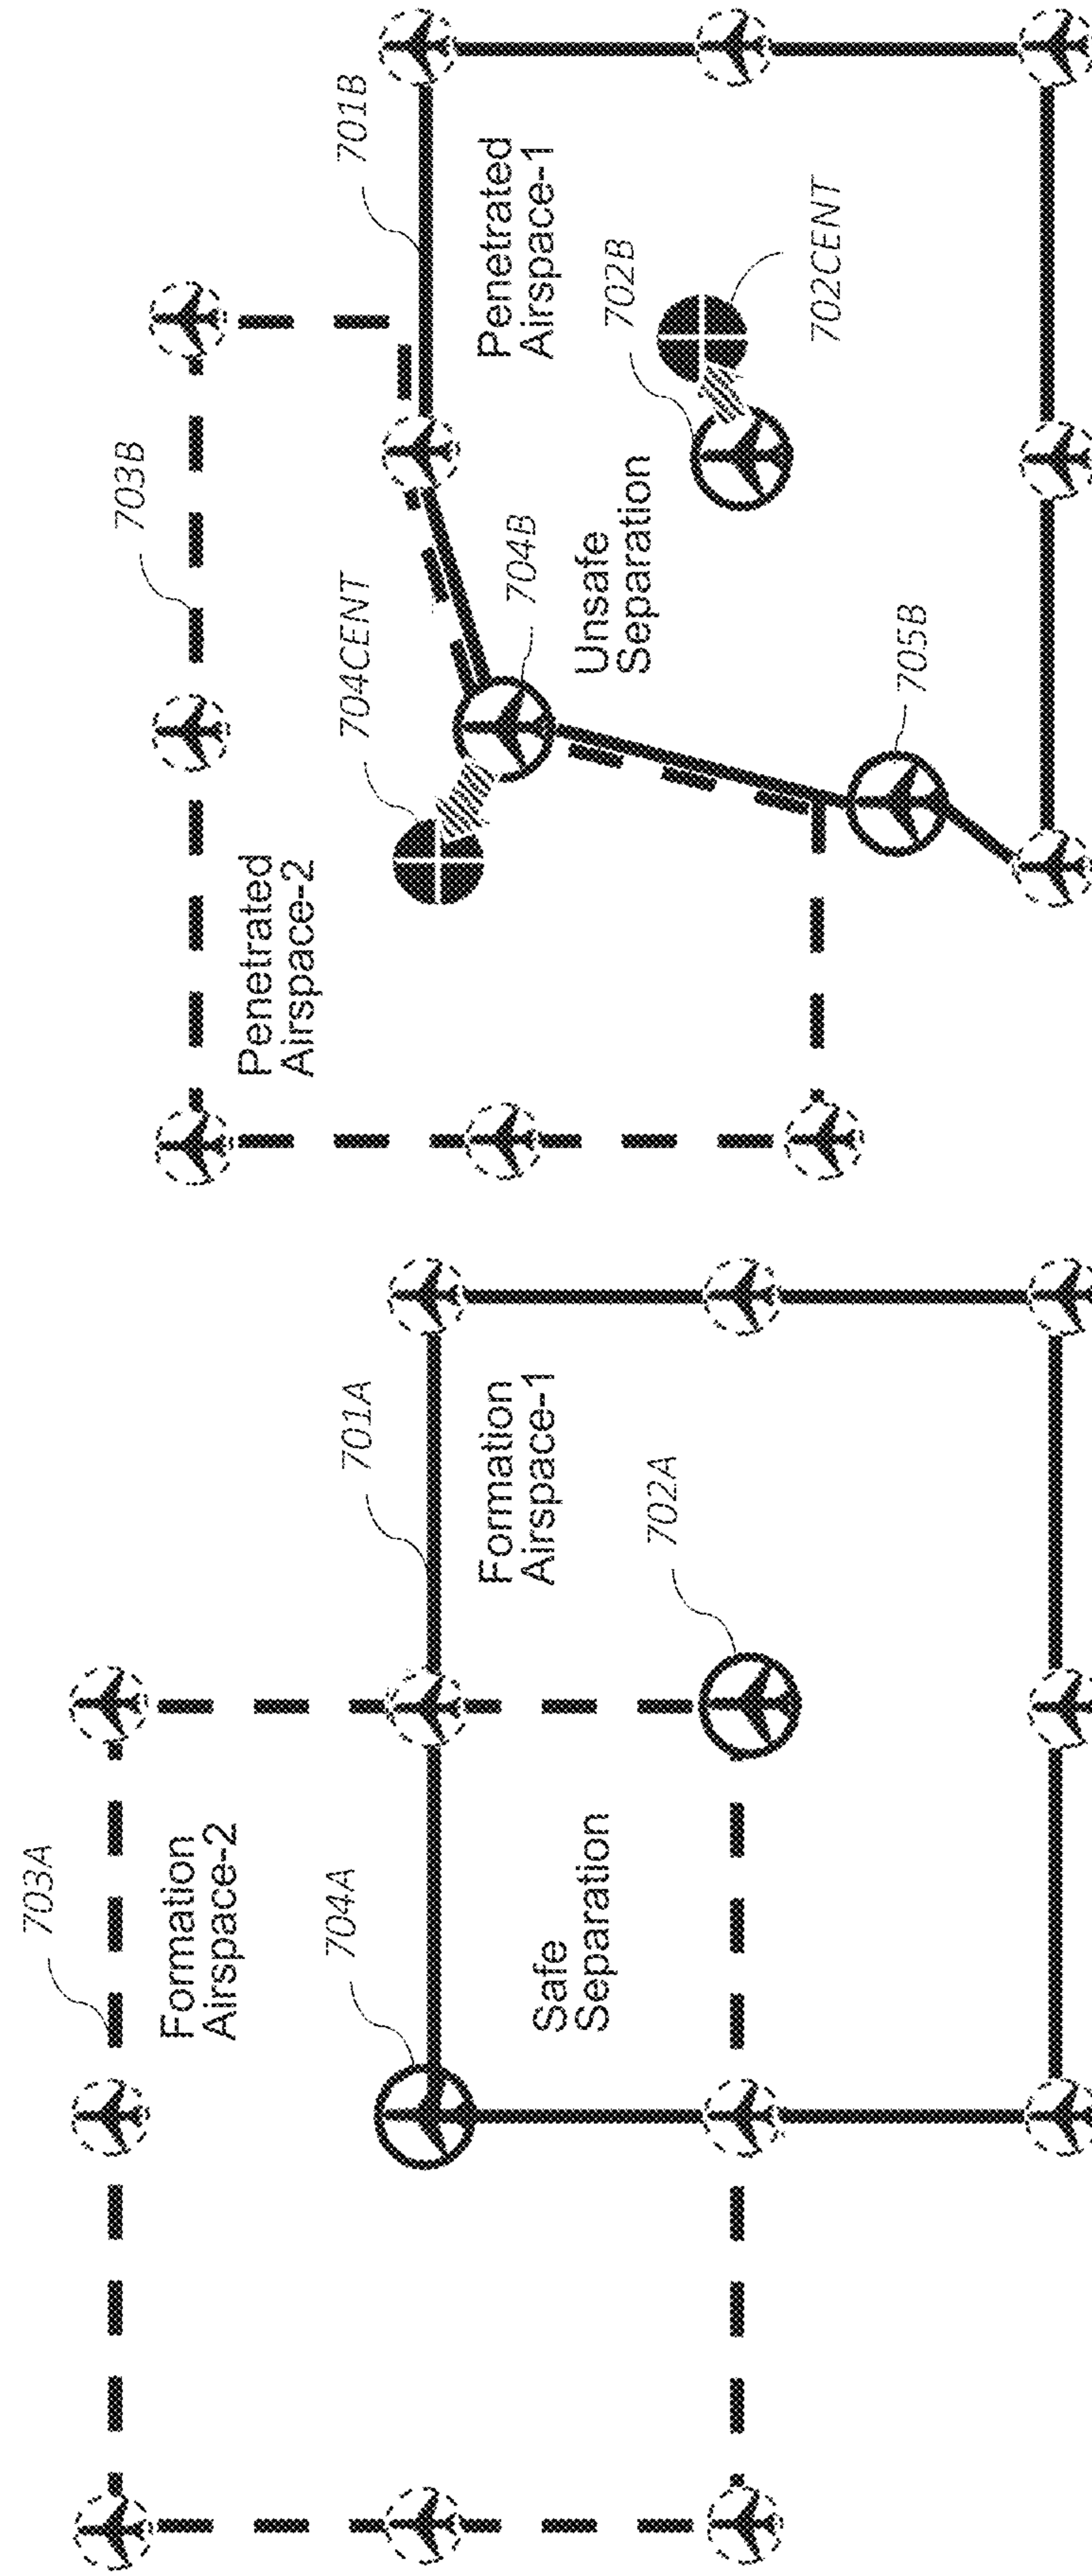 703A
Formation
Airspace-2
704A
Safe
Separation
701A
Formation
Airspace-1
702A
703B
Penetrated
Airspace-2
704CENT
704B
Unsafe
Separation
705B
701B
Penetrated
Airspace-1
702B
702CENT